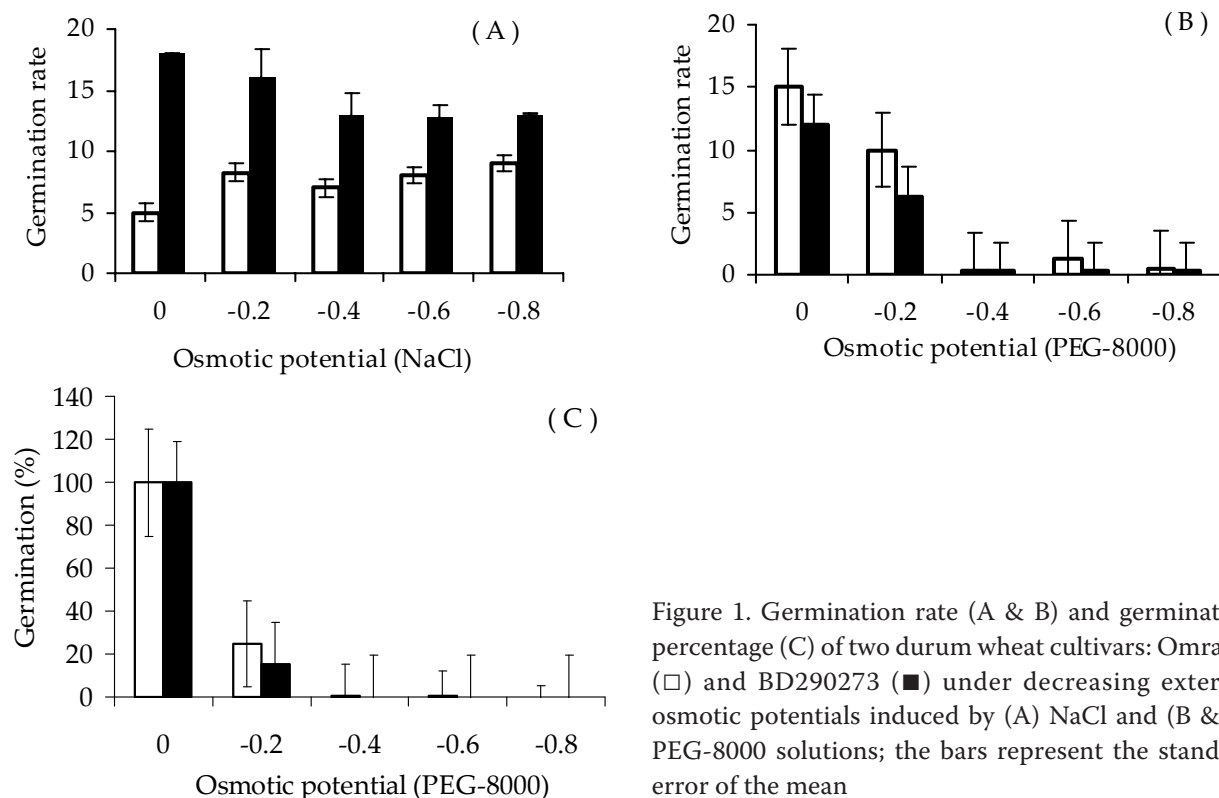 ( A )
20
15
10
5
0
Germination rate
0 -0.2 -0.4 -0.6 -0.8
Osmotic potential (NaCl)
( B )
20
15
10
5
0
Germination rate
0 -0.2 -0.4 -0.6 -0.8
Osmotic potential (PEG-8000)
( C )
140
120
100
80
60
40
20
0
Germination (%)
0 -0.2 -0.4 -0.6 -0.8
Osmotic potential (PEG-8000)
Figure 1. Germination rate (A & B) and germinat
percentage (C) of two durum wheat cultivars: Omra
(□) and BD290273 (■) under decreasing exter
osmotic potentials induced by (A) NaCl and (B &
PEG-8000 solutions; the bars represent the stand
error of the mean